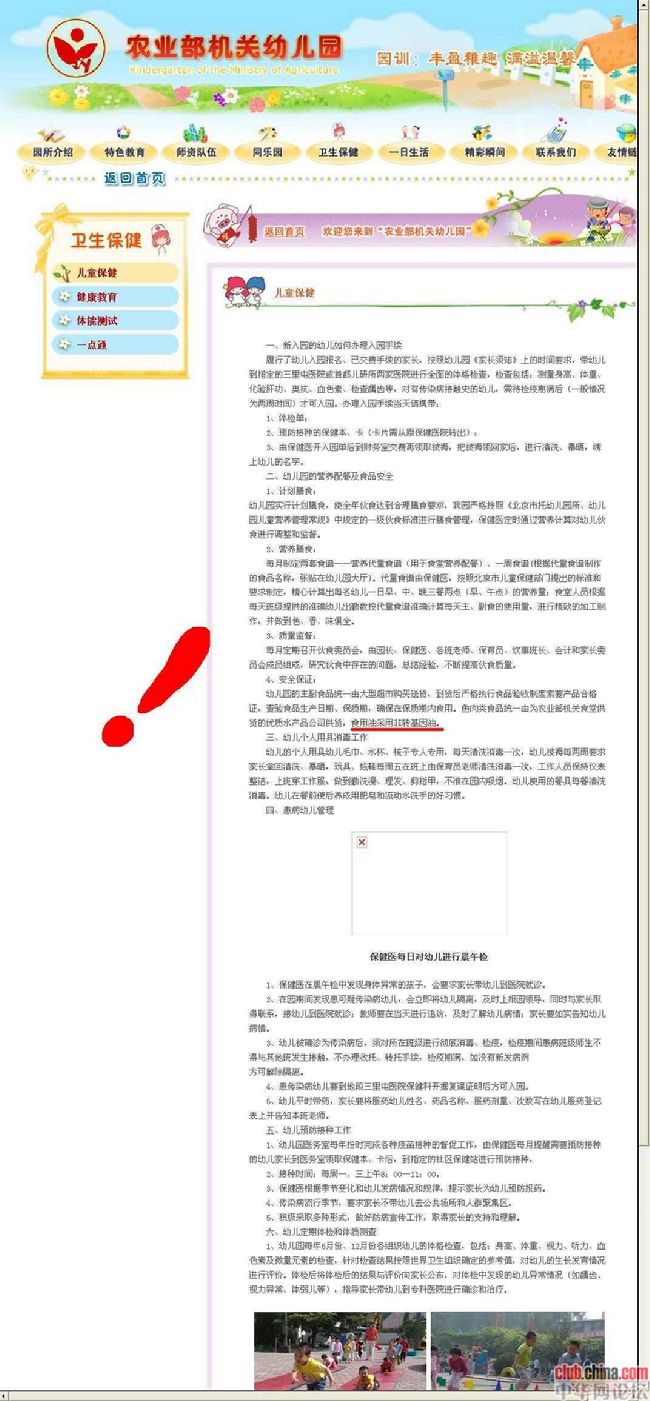 农业部机关幼儿园
Kindergarten of the Ministry of Agriculture
园训：丰盈雅趣 满溢温馨
园所介绍 特色教育 师资队伍 同乐园 卫生保健 一日生活 精彩瞬间 联系我们 友情链
返回首页
卫生保健
儿童保健
健康教育
体能测试
一点通
返回首页 欢迎您来到“农业部机关幼儿园”
儿童保健
一、新入园的幼儿如何办理入园手续
履行了幼儿入园报名、已交费手续的家长，按照幼儿园《家长须知》上的时间要求，带幼儿
到指定的三里屯医院或首都儿研所两家医院进行全面的体格检查，检查包括：测量身高、体重、
化验肝功、奥抗、血色素、检查龋齿等，对有传染病接触史的幼儿，需待检疫期满后（一般情况
为两周时间）才可入园。办理入园手续当天请携带：
1、体检单；
2、预防接种的保健本、卡（卡片需从原保健医院转出）；
3、由保健医开入园单后到财务室交费再领取被褥，把被褥领回家后，进行清洗、暴晒，绣
上幼儿的名字。
二、幼儿园的营养配餐及食品安全
1、计划膳食：
幼儿园实行计划膳食，使全年伙食达到合理膳食要求，我园严格按照《北京市托幼园所、幼儿
园儿童营养管理常规》中规定的一级伙食标准进行膳食管理，保健医定时通过营养计算对幼儿伙
食进行调整和监督。
2、营养膳食：
每月制定两套食谱——营养代量食谱（用于食堂营养配餐）、一周食谱(根据代量食谱制作
的食品名称，张贴在幼儿园大厅)。代量食谱由保健医，按照北京市儿童保健部门提出的标准和
要求制定，精心计算出每名幼儿一日早、中、晚三餐两点（早、午点）的营养量；食堂人员根据
每天班级提供的准确幼儿出勤数按代量食谱准确计算每天主、副食的使用量，进行精致的加工制
作，并做到色、香、味俱全。
3、质量监督：
每月定期召开伙食委员会，由园长、保健医、各班老师、保育员、炊事班长、会计和家长委
员会成员组成，研究伙食中存在的问题，总结经验，不断提高伙食质量。
4、安全保证：
幼儿园的主副食品统一由大型超市购买送货，到货后严格执行食品验收制度索要产品合格
证，查验食品生产日期、保质期，确保在保质期内食用。鱼肉类食品统一由为农业部机关食堂供
货的优质水产品公司供货，食用油采用非转基因油。
三、幼儿个人用具消毒工作
幼儿的个人用具幼儿毛巾、水杯、梳子专人专用，每天清洗消毒一次，幼儿被褥每两周要求
家长拿回清洗、暴晒，玩具、拖鞋每周五在班上由保育员老师清洗消毒一次，工作人员保持仪表
整洁，上班穿工作服，做到勤洗澡、理发、剪指甲，不准在园内吸烟。幼儿使用的餐具每餐清洗
消毒。幼儿在餐前便后养成用肥皂和流动水洗手的好习惯。
四、患病幼儿管理
保健医每日对幼儿进行晨午检
1、保健医在晨午检中发现身体异常的孩子，会要求家长带幼儿到医院就诊。
2、在园期间发现患可疑传染病幼儿，会立即将幼儿隔离，及时上报园领导，同时与家长取
得联系，接幼儿到医院就诊；教师要在当天进行追访，及时了解幼儿病情；家长要如实告知幼儿
病情。
3、幼儿被确诊为传染病后，须对所在班级进行彻底消毒、检疫，检疫期间患病班级师生不
得与其他班发生接触，不办理收托、转托手续，检疫期满，如没有新发病例
方可解除隔离。
4、患传染病幼儿要到地段三里屯医院保健科开据复课证明后方可入园。
5、幼儿平时带药，家长要将服药幼儿姓名、药品名称、服药剂量、次数写在幼儿服药登记
表上并告知本班老师。
五、幼儿预防接种工作
1、幼儿园医务室每年按时完成各种疫苗接种的督促工作，由保健医每月提醒需要预防接种
的幼儿家长到医务室领取保健本、卡后，到指定的社区保健站进行预防接种。
2、接种时间：每周一、三上午8：00—11：00。
3、保健医根据季节变化和幼儿发病情况和规律，提示家长为幼儿预防投药。
4、传染病流行季节，要求家长不带幼儿去公共场所和人群聚集区。
5、积极采取多种形式，做好防病宣传工作，取得家长的支持和理解。
六、幼儿定期体检和体质测查
1、幼儿园每年6月份、12月份各组织幼儿的体格检查，包括：身高、体重、视力、听力、血
色素及微量元素的检查，针对检查结果按照世界卫生组织确定的参考值，对幼儿的生长发育情况
进行评价。体检后将体检后的结果与评价向家长公布，对体检中发现的幼儿异常情况（如龋齿、
视力异常、体弱儿等），指导家长带幼儿到专科医院进行确诊和治疗。
club.china.com
中华网论坛